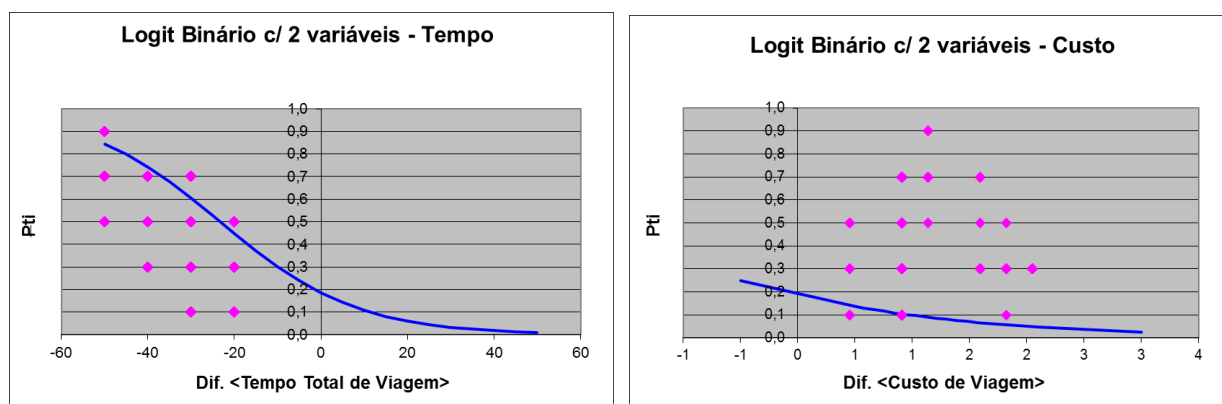 Logit Binário c/ 2 variáveis - Tempo
1,0
0,9
0,8
0,7
0,6
0,5
0,4
0,3
0,2
0,1
0,0
-60 -40 -20 0 20 40 60
Pti
Dif. <Tempo Total de Viagem>
Logit Binário c/ 2 variáveis - Custo
1,0
0,9
0,8
0,7
0,6
0,5
0,4
0,3
0,2
0,1
0,0
-1 -1 0 1 1 2 2 3 3 4
Pti
Dif. <Custo de Viagem>